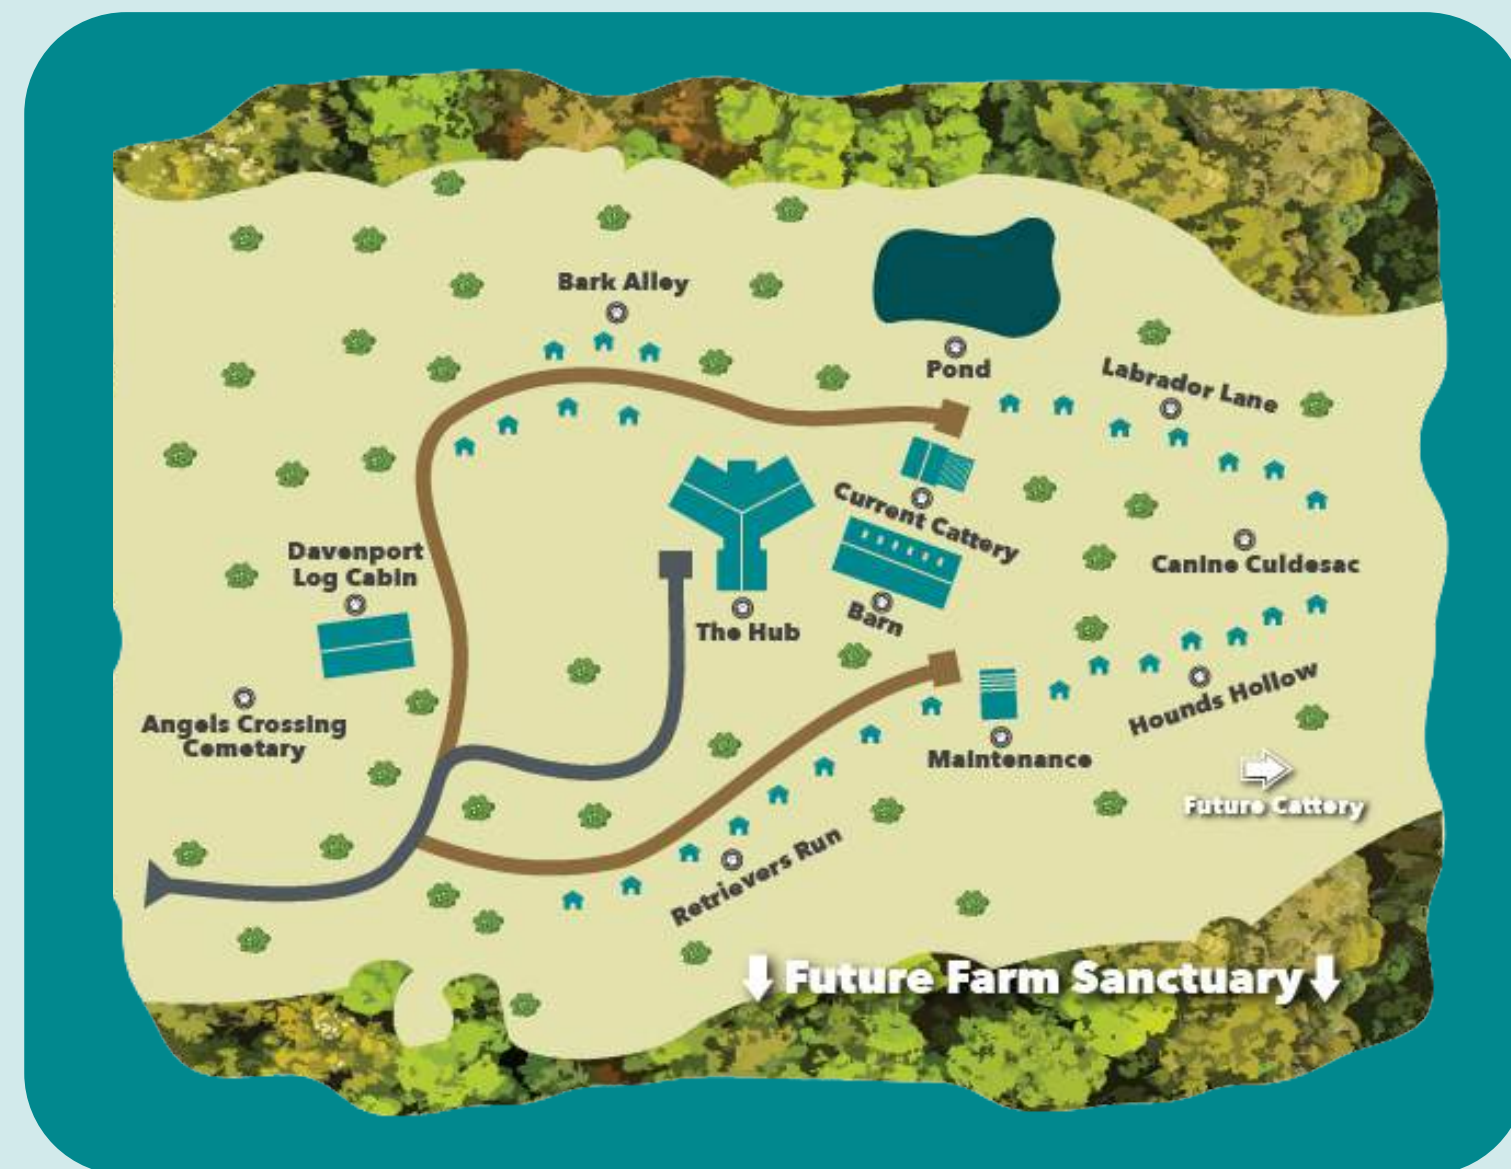 Bark Alley
Pond
Labrador Lane
Current Cattery
Davenport
Log Cabin
Canine Culdesac
The Hub
Barn
Angels Crossing
Cemetary
Hounds Hollow
Maintenance
Future Cattery
Retrievers Run
Future Farm Sanctuary